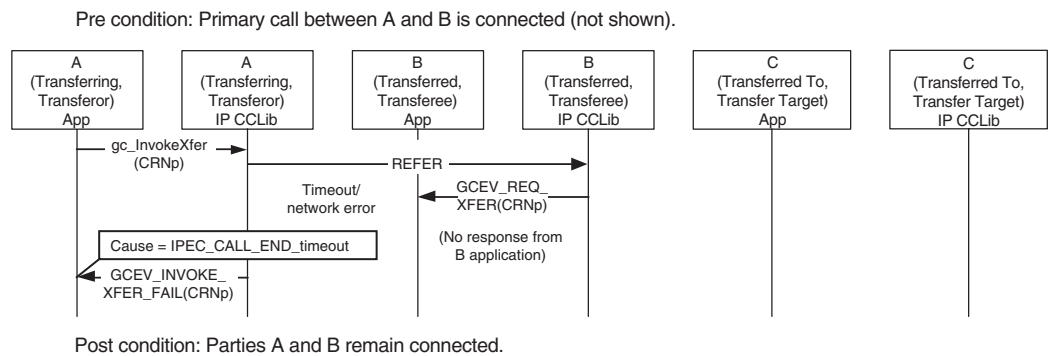 Pre condition: Primary call between A and B is connected (not shown).
A
(Transferring,
Transferor)
App
A
(Transferring,
Transferor)
IP CCLib
B
(Transferred,
Transferee)
App
B
(Transferred,
Transferee)
IP CCLib
C
(Transferred To,
Transfer Target)
App
C
(Transferred To,
Transfer Target)
IP CCLib
gc_InvokeXfer
(CRNp)
REFER
Timeout/
network error
GCEV_REQ_
XFER(CRNp)
(No response from
B application)
Cause = IPEC_CALL_END_timeout
GCEV_INVOKE_
XFER_FAIL(CRNp)
Post condition: Parties A and B remain connected.